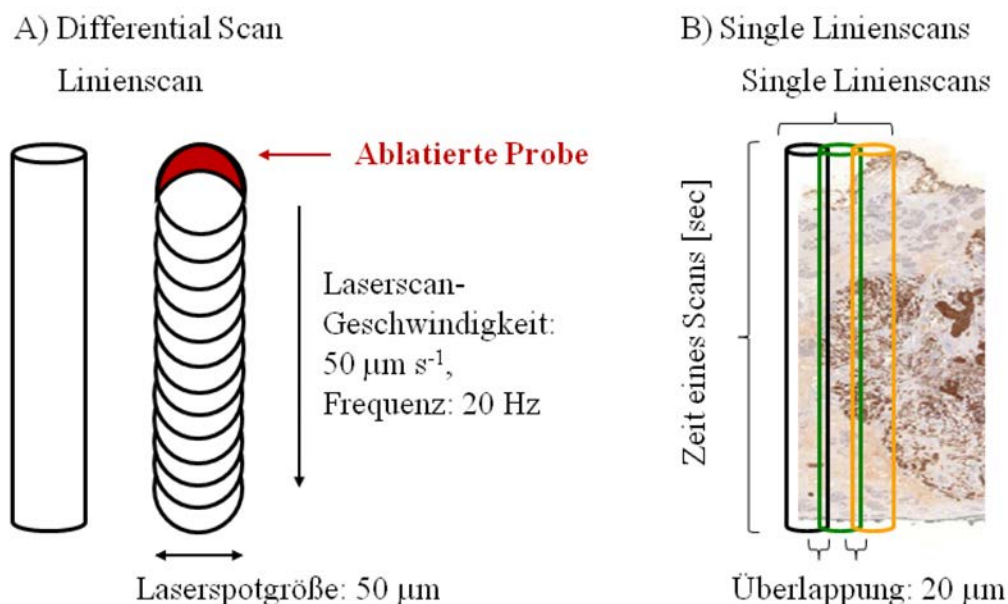 A) Differential Scan
Linienscan
Ablatierte Probe
Laserscan-
Geschwindigkeit:
50 µm s⁻¹,
Frequenz: 20 Hz
Laserspotgröße: 50 µm
B) Single Linienscans
Single Linienscans
Zeit eines Scans [sec]
Überlappung: 20 µm